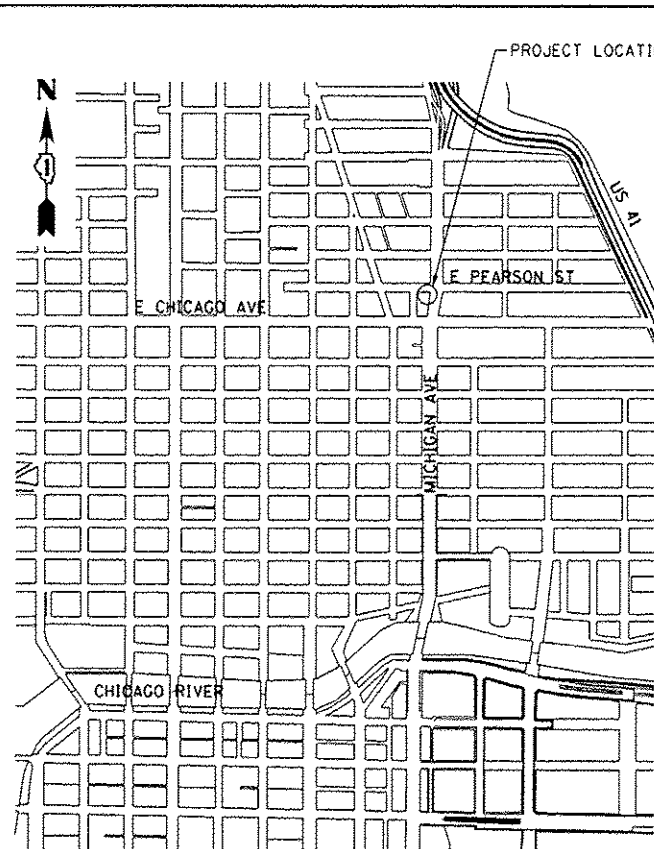 PROJECT LOCATI
N
US 41
E PEARSON ST
E CHICAGO AVE
MICHIGAN AVE
CHICAGO RIVER